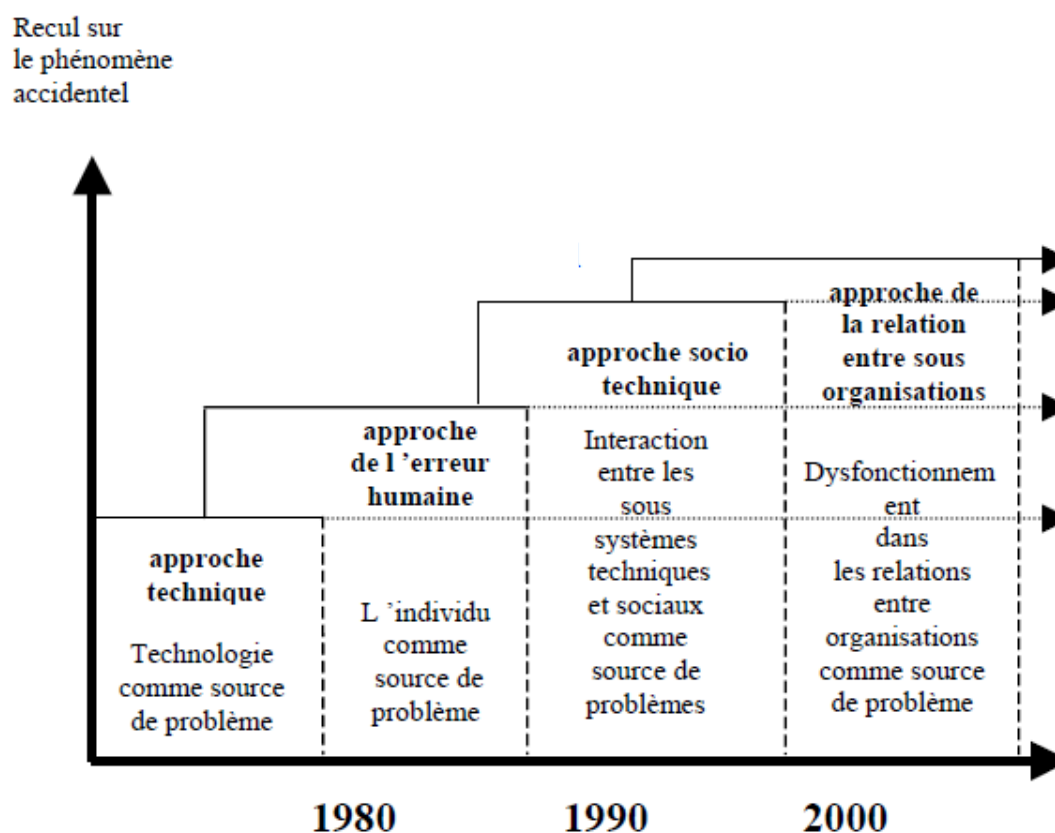 Recul sur
le phénomène
accidentel
approche
technique
Technologie
comme source
de problème
approche
de l ’erreur
humaine
L ’individu
comme
source de
problème
approche socio
technique
Interaction
entre les
sous
systèmes
techniques
et sociaux
comme
source de
problèmes
approche de
la relation
entre sous
organisations
Dysfonctionnem
ent
dans
les relations
entre
organisations
comme source
de problème
1980
1990
2000